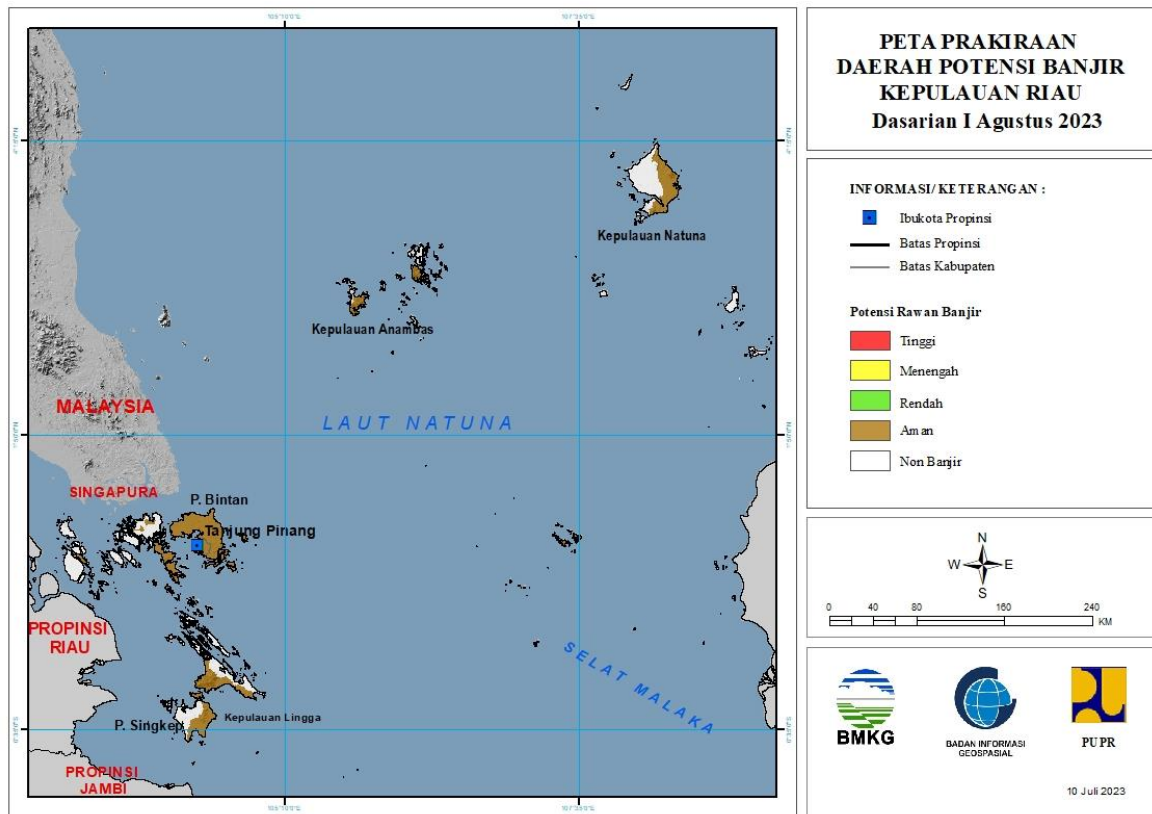 PETA PRAKIRAAN
DAERAH POTENSI BANJIR
KEPULAUAN RIAU
Dasarian I Agustus 2023
INFORMASI/ KETERANGAN :
Ibukota Propinsi
Batas Propinsi
Batas Kabupaten
Potensi Rawan Banjir
Tinggi
Menengah
Rendah
Aman
Non Banjir
N
W E
S
0 40 80 160 240
KM
BMKG
BADAN INFORMASI
GEOSPASIAL
PUPR
10 Juli 2023
Kepulauan Natuna
Kepulauan Anambas
MALAYSIA
LAUT NATUNA
SINGAPURA
P. Bintan
Tanjung Pinang
PROPINSI
RIAU
SELAT MALAKA
Kepulauan Lingga
P. Singkep
PROPINSI
JAMBI